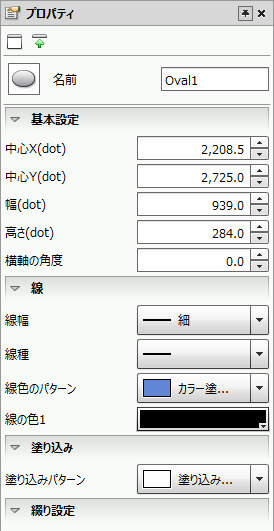 プロパティ
名前 Oval1
基本設定
中心X(dot) 2,208.5
中心Y(dot) 2,725.0
幅(dot) 939.0
高さ(dot) 284.0
横軸の角度 0.0
線
線幅 細
線種
線色のパターン カラー塗...
線の色1
塗り込み
塗り込みパターン 塗り込み...
綴り設定